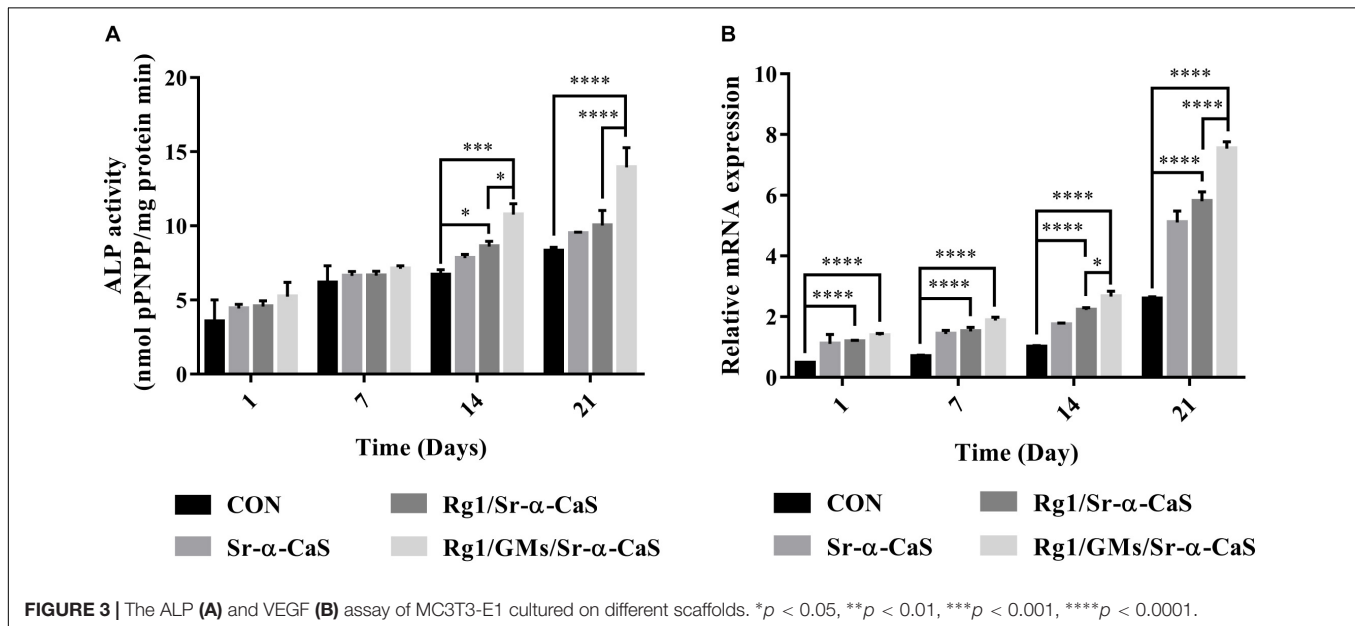 A
ALP activity
(nmol pPNPP/mg protein min)
20
15
10
5
0
****
****
***
*
*
1
7
14
21
Time (Days)
CON
Rg1/Sr-α-CaS
Sr-α-CaS
Rg1/GMs/Sr-α-CaS
B
Relative mRNA expression
10
8
6
4
2
0
****
****
****
****
****
*
****
****
****
****
1
7
14
21
Time (Day)
CON
Rg1/Sr-α-CaS
Sr-α-CaS
Rg1/GMs/Sr-α-CaS
FIGURE 3 | The ALP (A) and VEGF (B) assay of MC3T3-E1 cultured on different scaffolds. *p < 0.05, **p < 0.01, ***p < 0.001, ****p < 0.0001.